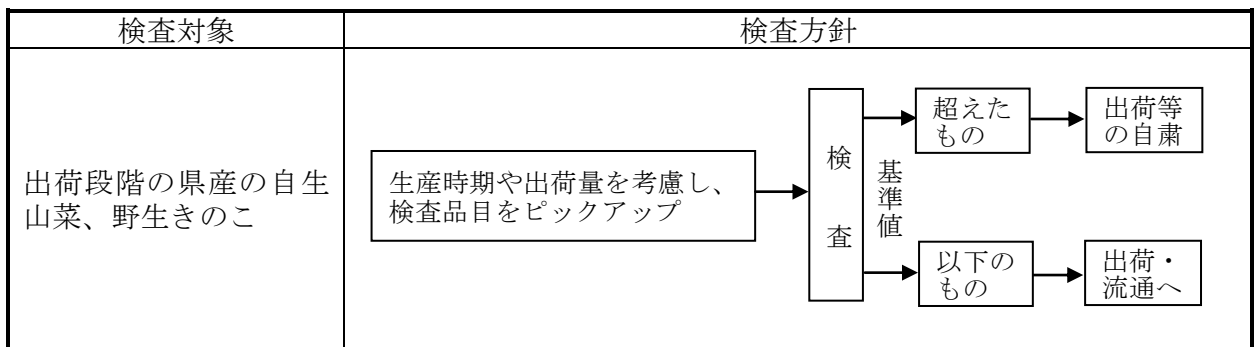 検査対象
検査方針
出荷段階の県産の自生
山菜、野生きのこ
生産時期や出荷量を考慮し、
検査品目をピックアップ
検査
基準値
超えた
もの
出荷等
の自粛
以下の
もの
出荷・
流通へ